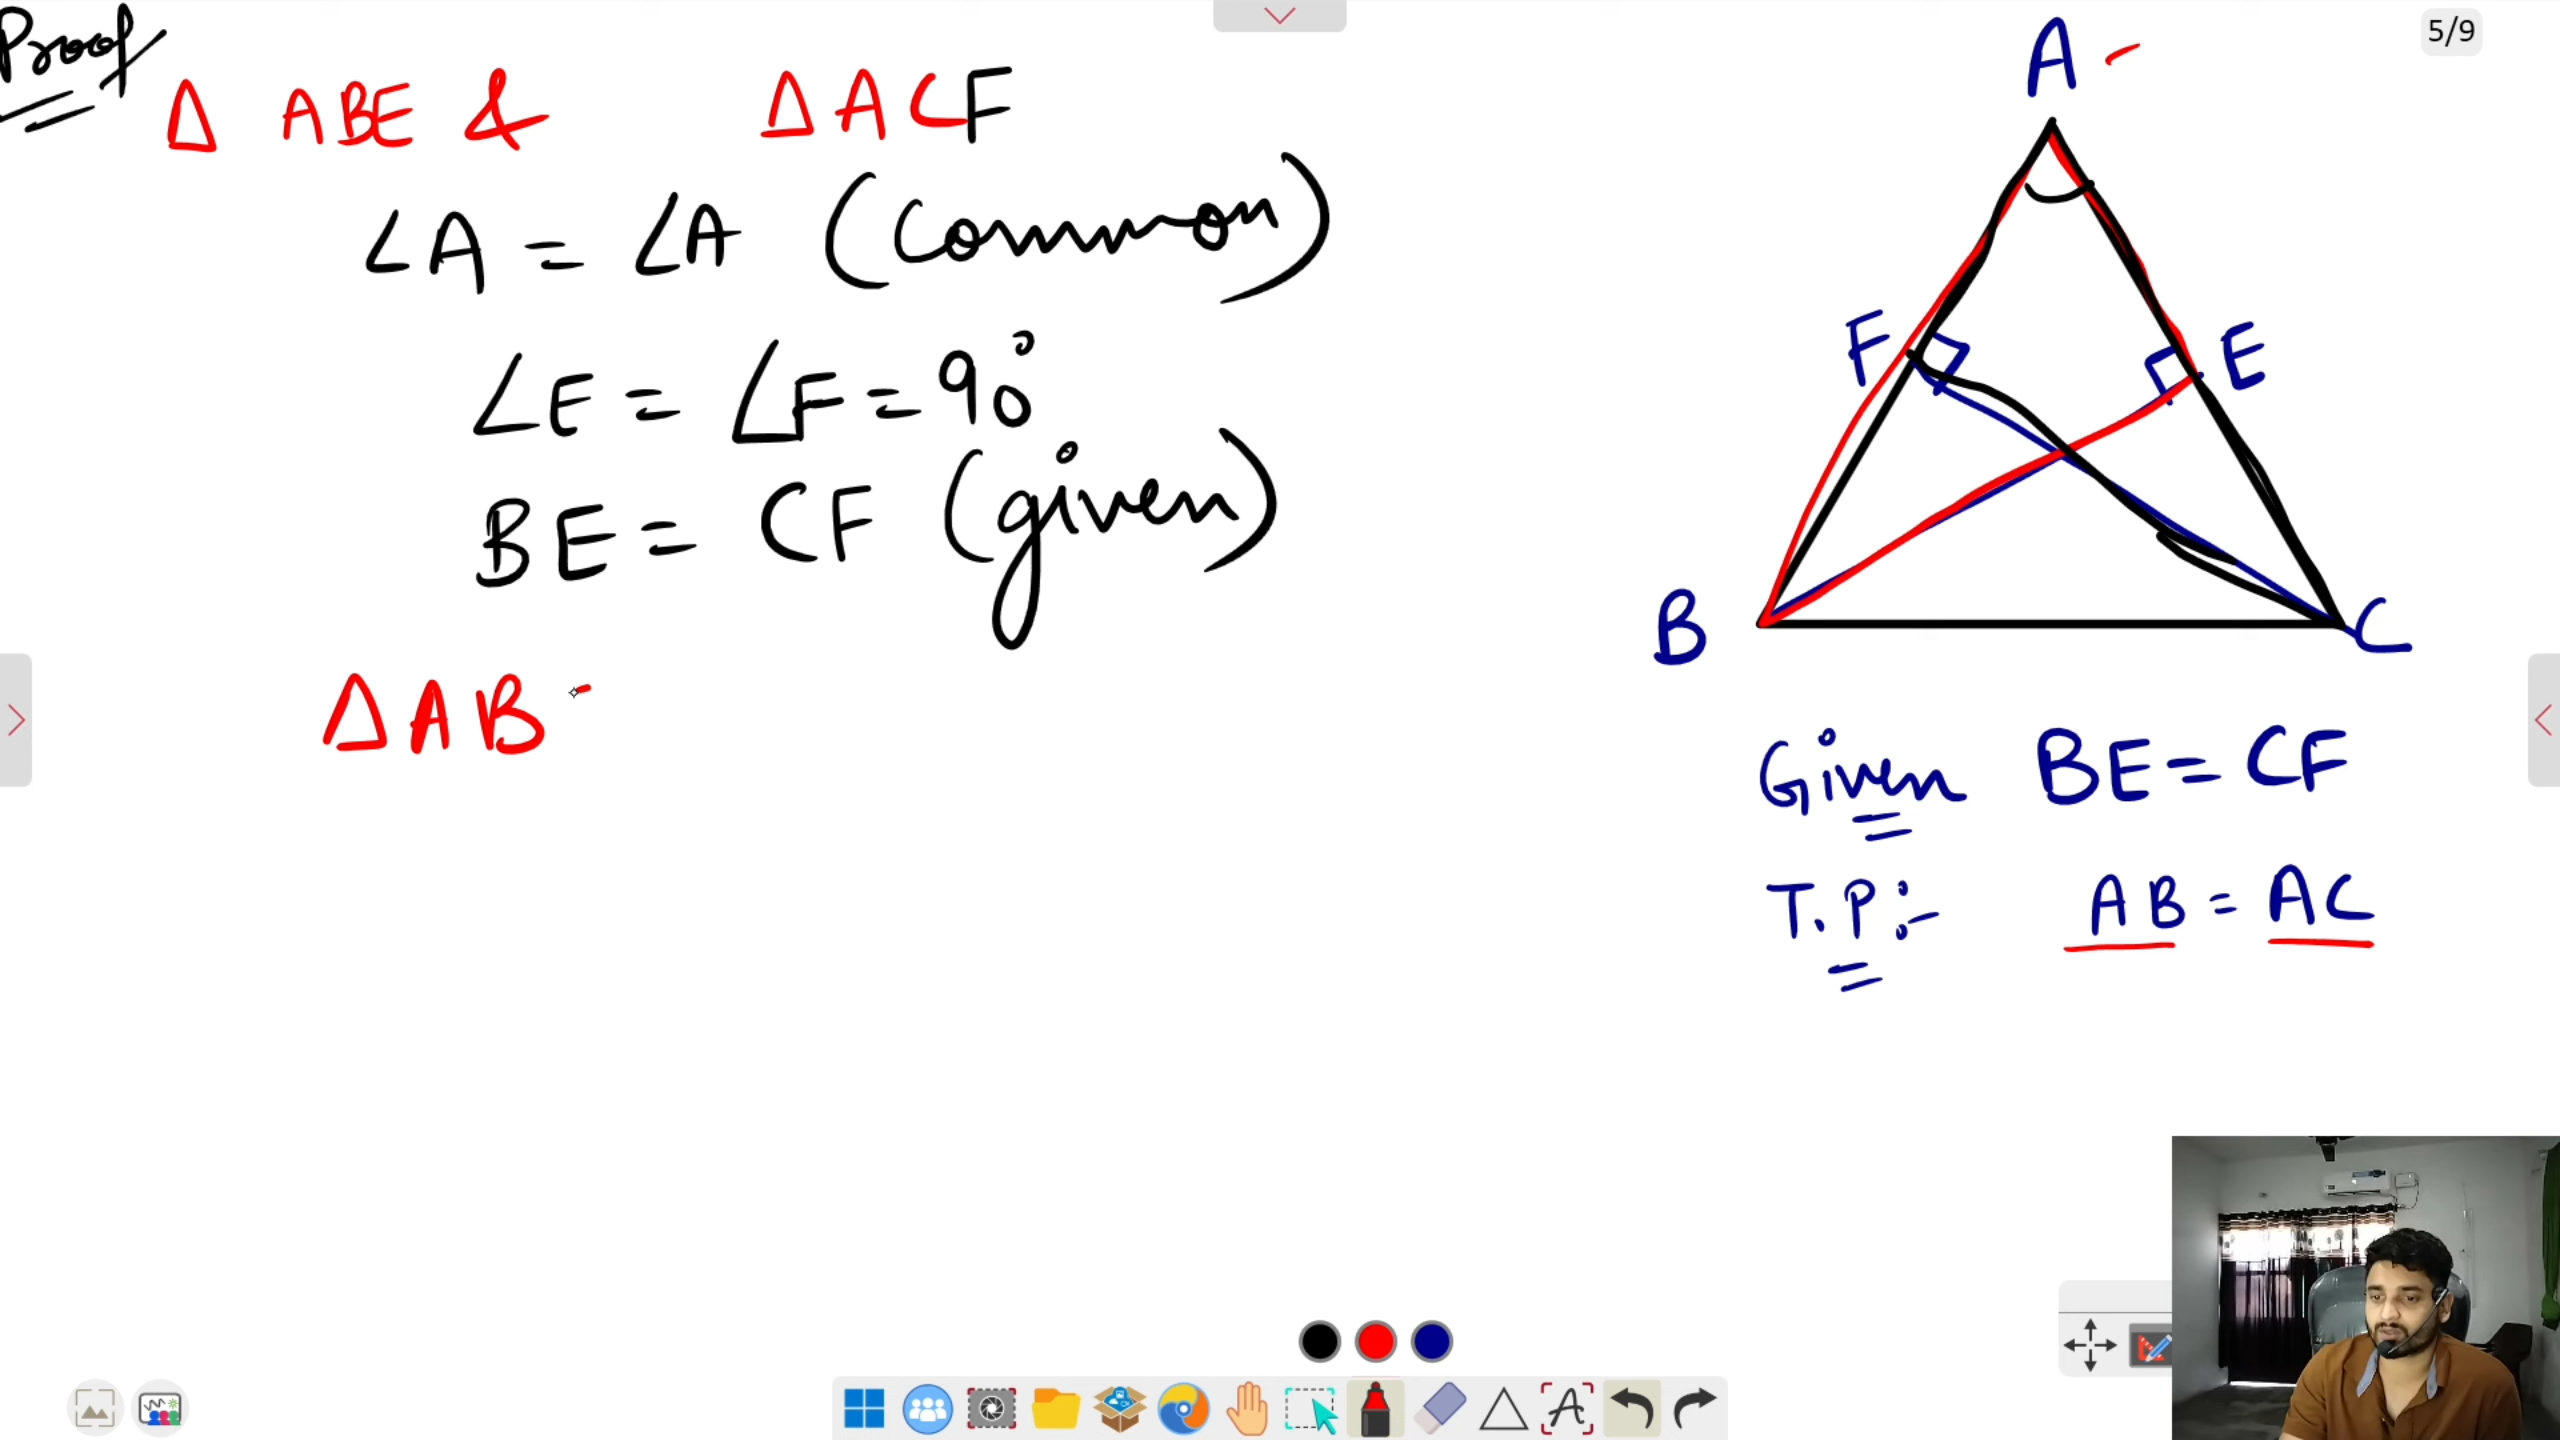 Proof
Δ ABE & Δ ACF
∠A = ∠A (common)
∠E = ∠F = 90°
BE = CF (given)
Δ AB
5/9
A
F
E
B
C
Given BE = CF
T.P:- AB = AC